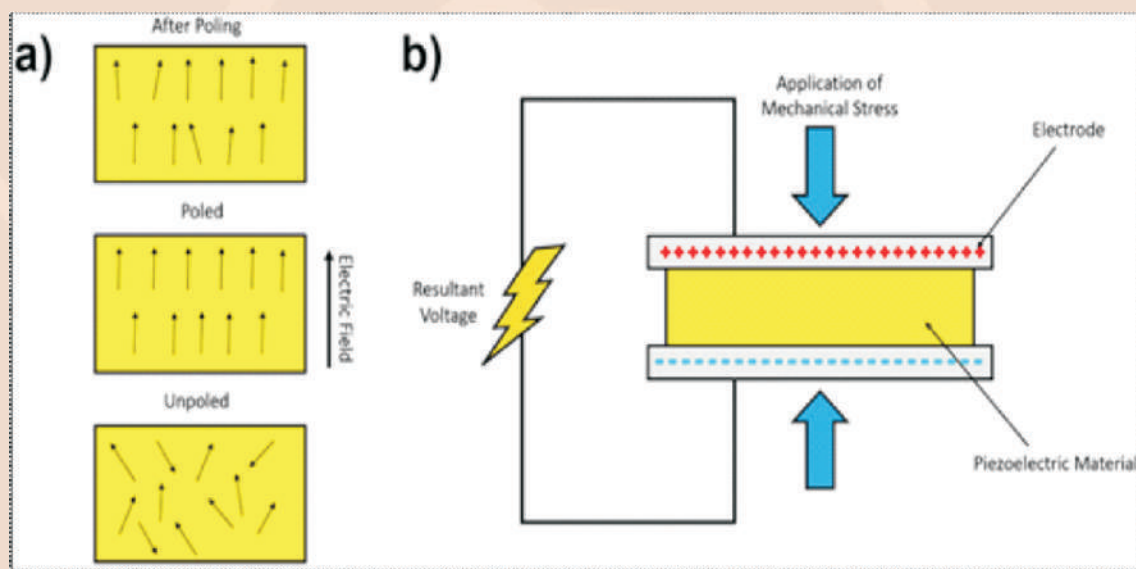 a)
After Poling
Poled
Electric Field
Unpoled
b)
Application of
Mechanical Stress
Electrode
Resultant
Voltage
Piezoelectric Material